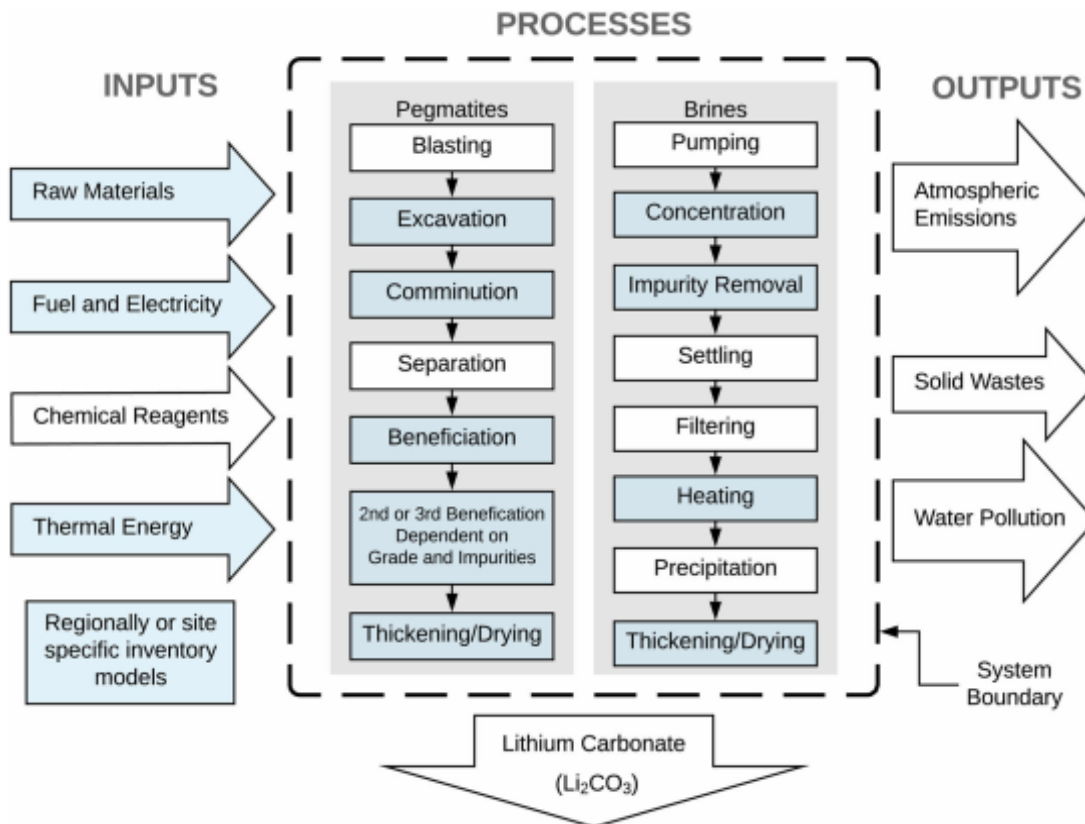 PROCESSES
INPUTS
OUTPUTS
Raw Materials
Fuel and Electricity
Chemical Reagents
Thermal Energy
Regionally or site
specific inventory
models
Pegmatites
Blasting
Excavation
Comminution
Separation
Beneficiation
2nd or 3rd Benefication
Dependent on
Grade and Impurities
Thickening/Drying
Brines
Pumping
Concentration
Impurity Removal
Settling
Filtering
Heating
Precipitation
Thickening/Drying
Atmospheric
Emissions
Solid Wastes
Water Pollution
System
Boundary
Lithium Carbonate
(Li₂CO₃)